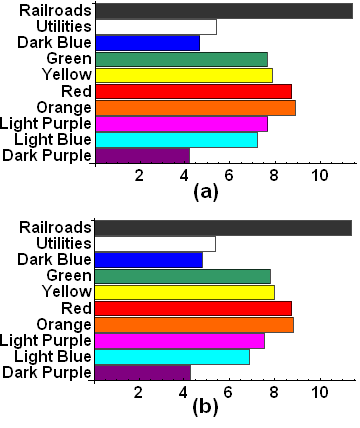 Railroads
Utilities
Dark Blue
Green
Yellow
Red
Orange
Light Purple
Light Blue
Dark Purple
2 4 6 8 10
(a)
Railroads
Utilities
Dark Blue
Green
Yellow
Red
Orange
Light Purple
Light Blue
Dark Purple
2 4 6 8 10
(b)